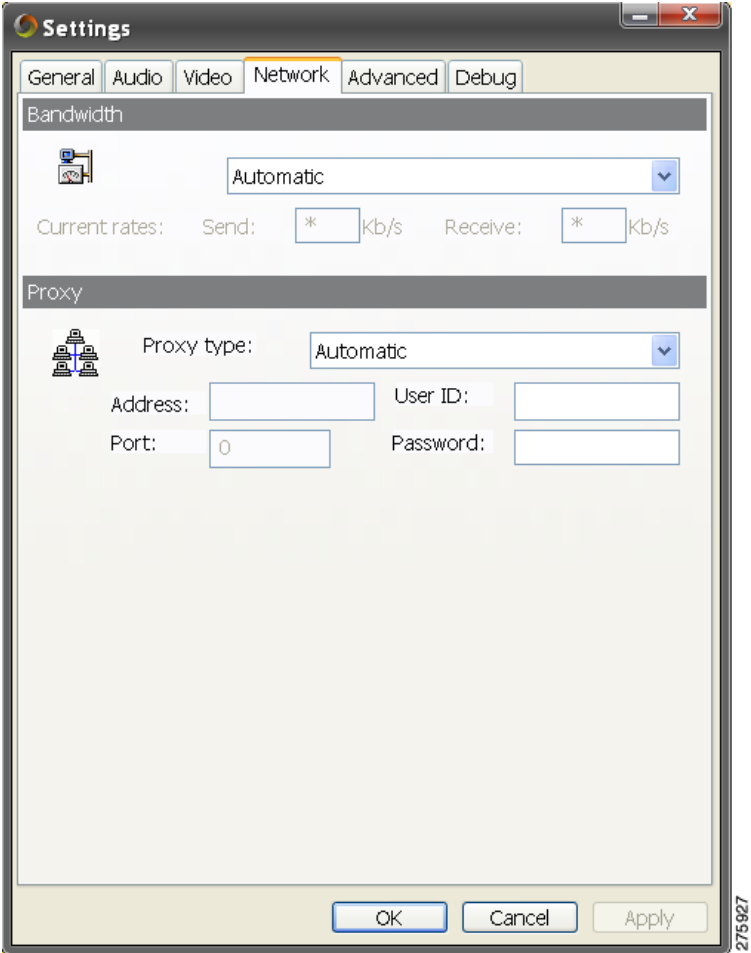 Settings
General Audio Video Network Advanced Debug
Bandwidth
Automatic
Current rates: Send: * Kb/s Receive: * Kb/s
Proxy
Proxy type: Automatic
Address: User ID:
Port: 0 Password:
OK Cancel Apply
275927